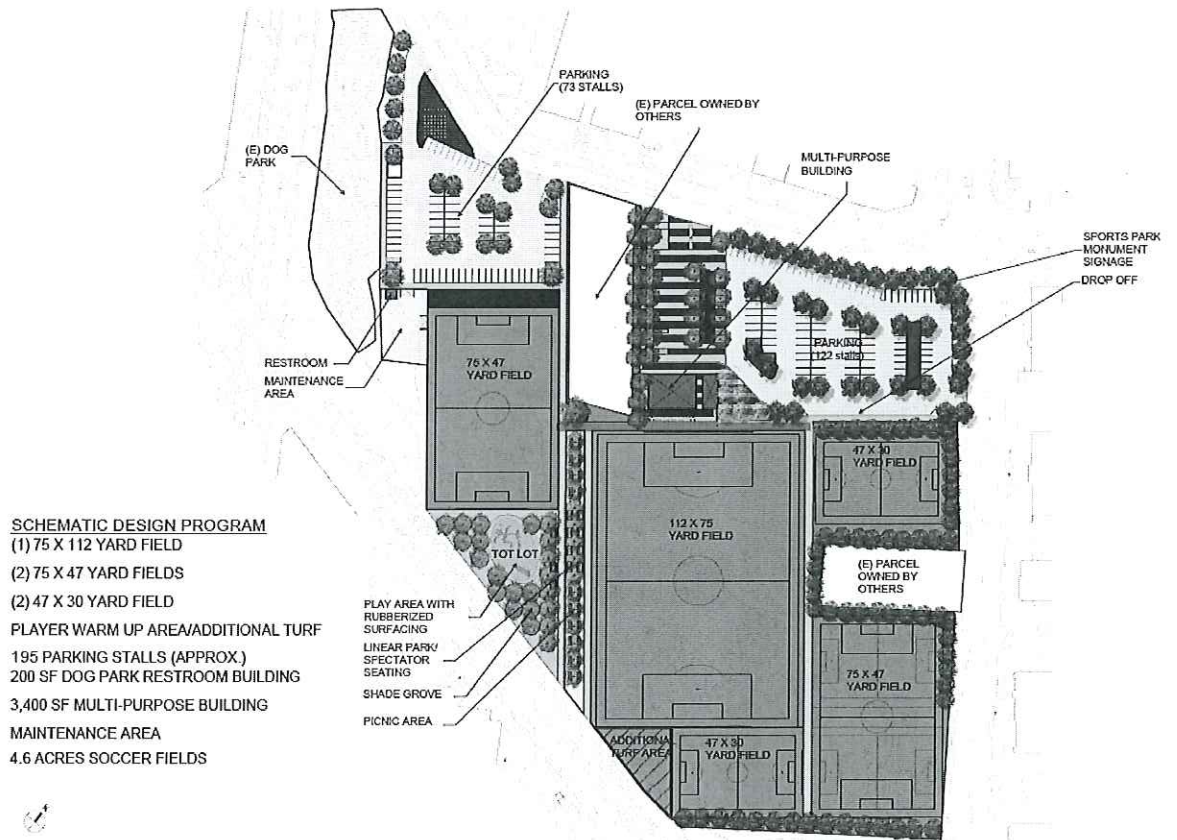 PARKING
(73 STALLS)
(E) PARCEL OWNED BY
OTHERS
(E) DOG
PARK
MULTI-PURPOSE
BUILDING
SPORTS PARK
MONUMENT
SIGNAGE
DROP OFF
PARKING
(122 stalls)
RESTROOM
MAINTENANCE
AREA
75 X 47
YARD FIELD
47 X 30
YARD FIELD
112 X 75
YARD FIELD
TOT LOT
(E) PARCEL
OWNED BY
OTHERS
PLAY AREA WITH
RUBBERIZED
SURFACING
LINEAR PARK/
SPECTATOR
SEATING
SHADE GROVE
PICNIC AREA
75 X 47
YARD FIELD
ADDITIONAL
TURF AREA
47 X 30
YARD FIELD
SCHEMATIC DESIGN PROGRAM
(1) 75 X 112 YARD FIELD
(2) 75 X 47 YARD FIELDS
(2) 47 X 30 YARD FIELD
PLAYER WARM UP AREA/ADDITIONAL TURF
195 PARKING STALLS (APPROX.)
200 SF DOG PARK RESTROOM BUILDING
3,400 SF MULTI-PURPOSE BUILDING
MAINTENANCE AREA
4.6 ACRES SOCCER FIELDS